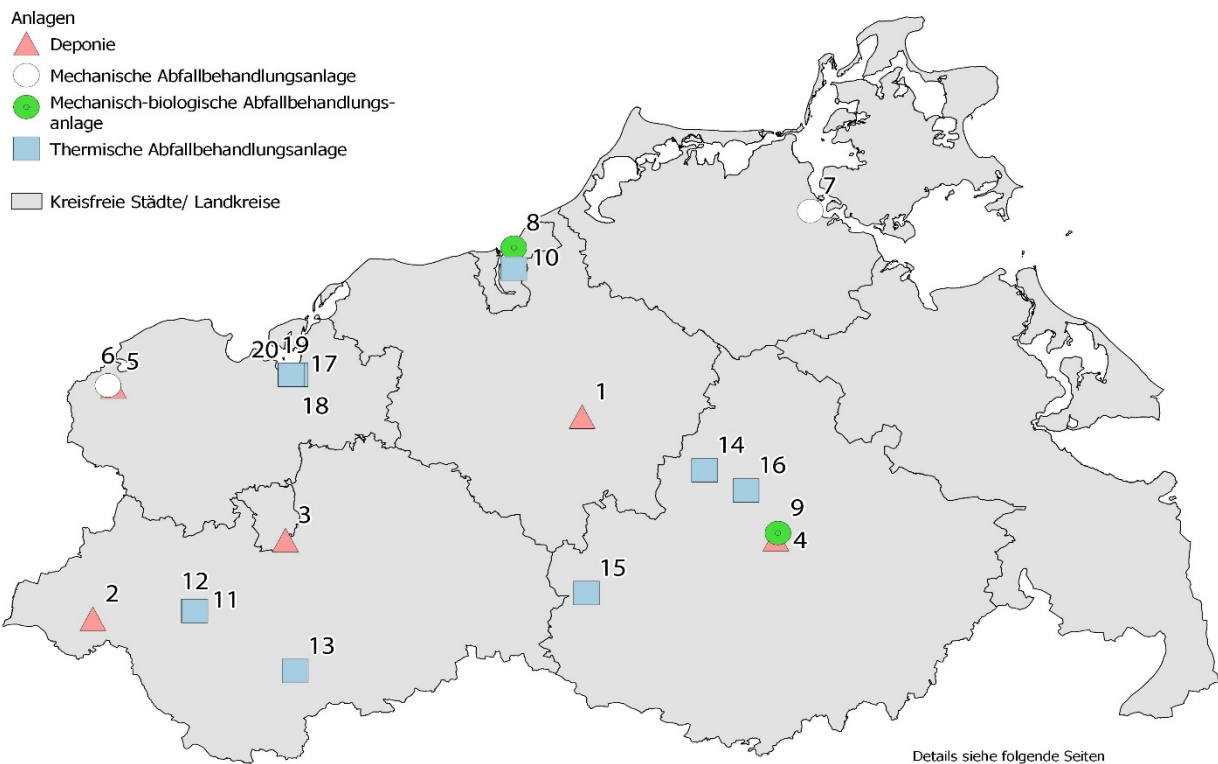 Anlagen
Deponie
Mechanische Abfallbehandlungsanlage
Mechanisch-biologische Abfallbehandlungs-
anlage
Thermische Abfallbehandlungsanlage
Kreisfreie Städte/ Landkreise
7
8
10
20 19 17
18
6 5
1
14
16
9
4
3
15
12
11
2
13
Details siehe folgende Seiten